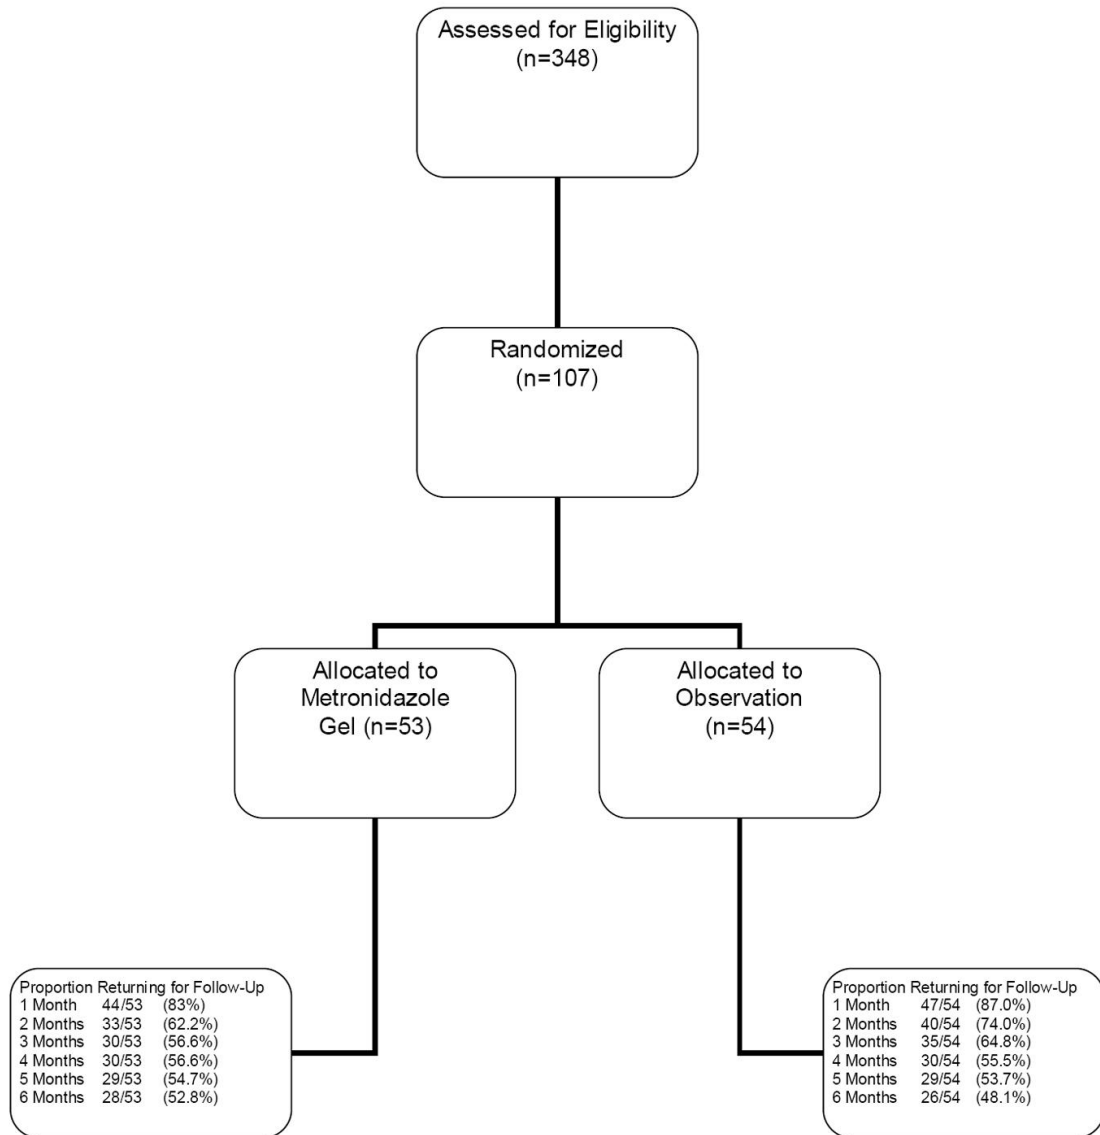 Assessed for Eligibility
(n=348)
Randomized
(n=107)
Allocated to
Metronidazole
Gel (n=53)
Allocated to
Observation
(n=54)
Proportion Returning for Follow-Up
1 Month 44/53 (83%)
2 Months 33/53 (62.2%)
3 Months 30/53 (56.6%)
4 Months 30/53 (56.6%)
5 Months 29/53 (54.7%)
6 Months 28/53 (52.8%)
Proportion Returning for Follow-Up
1 Month 47/54 (87.0%)
2 Months 40/54 (74.0%)
3 Months 35/54 (64.8%)
4 Months 30/54 (55.5%)
5 Months 29/54 (53.7%)
6 Months 26/54 (48.1%)